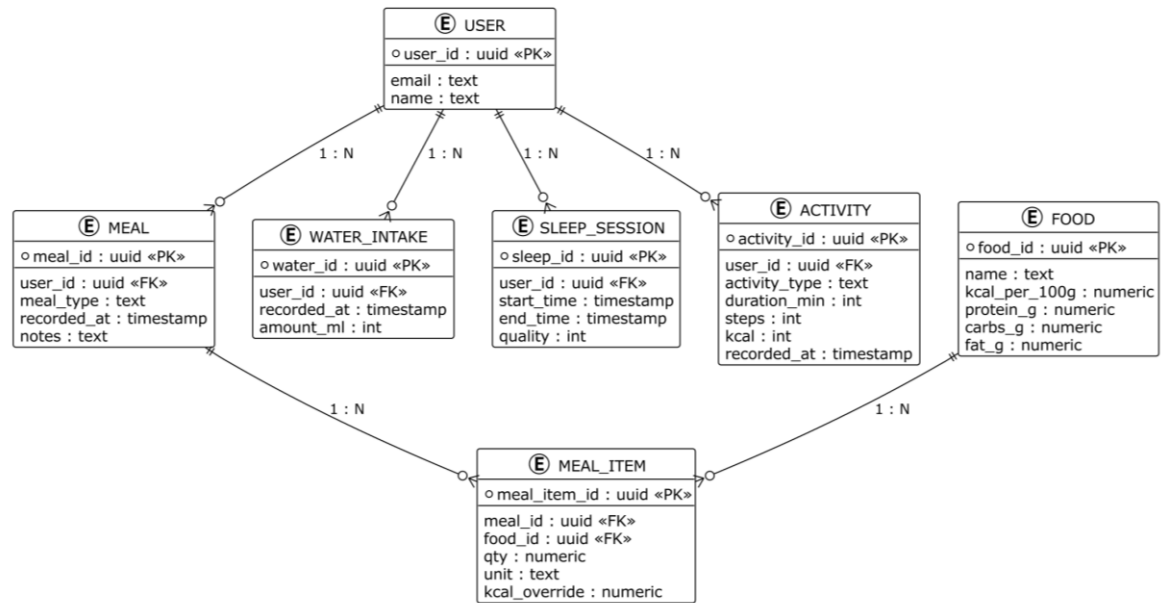 E USER
user_id : uuid «PK»
email : text
name : text
1 : N
1 : N
1 : N
1 : N
E MEAL
meal_id : uuid «PK»
user_id : uuid «FK»
meal_type : text
recorded_at : timestamp
notes : text
E WATER_INTAKE
water_id : uuid «PK»
user_id : uuid «FK»
recorded_at : timestamp
amount_ml : int
E SLEEP_SESSION
sleep_id : uuid «PK»
user_id : uuid «FK»
start_time : timestamp
end_time : timestamp
quality : int
E ACTIVITY
activity_id : uuid «PK»
user_id : uuid «FK»
activity_type : text
duration_min : int
steps : int
kcal : int
recorded_at : timestamp
E FOOD
food_id : uuid «PK»
name : text
kcal_per_100g : numeric
protein_g : numeric
carbs_g : numeric
fat_g : numeric
1 : N
1 : N
E MEAL_ITEM
meal_item_id : uuid «PK»
meal_id : uuid «FK»
food_id : uuid «FK»
qty : numeric
unit : text
kcal_override : numeric